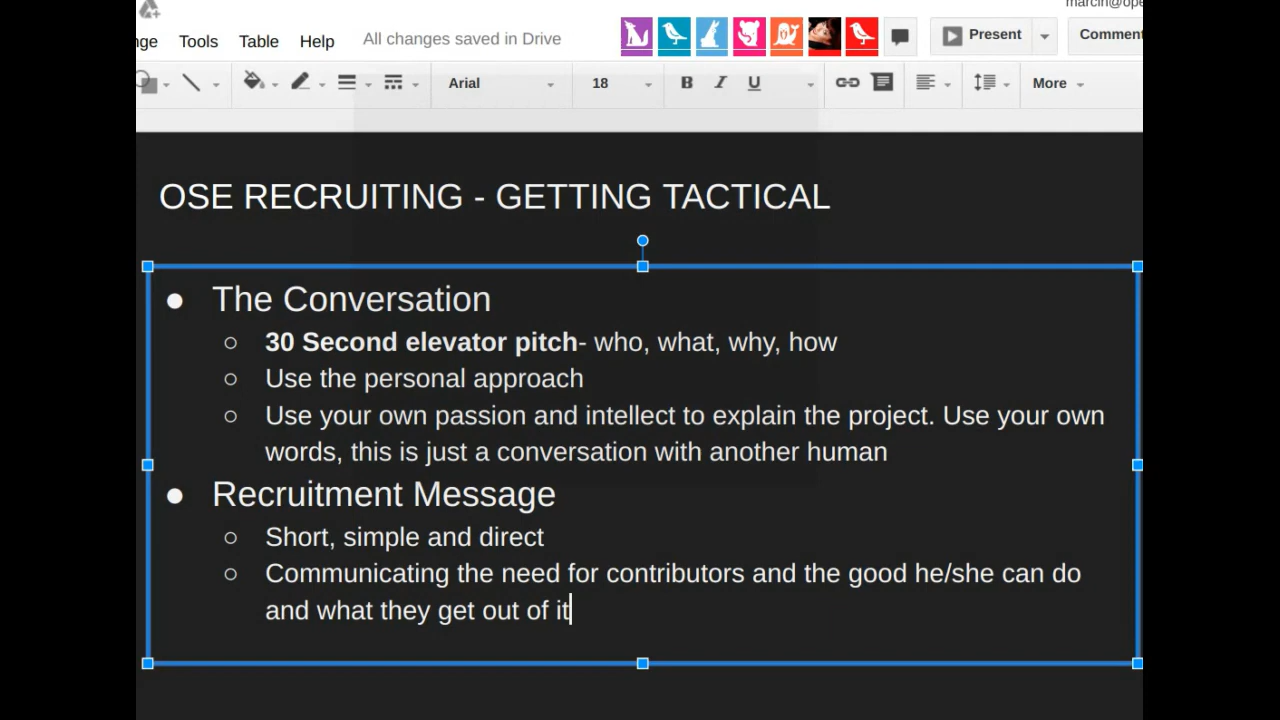 marcin@ope
nge Tools Table Help All changes saved in Drive Present Commen
Arial 18 B I U More
OSE RECRUITING - GETTING TACTICAL
● The Conversation
○ 30 Second elevator pitch- who, what, why, how
○ Use the personal approach
○ Use your own passion and intellect to explain the project. Use your own
words, this is just a conversation with another human
● Recruitment Message
○ Short, simple and direct
○ Communicating the need for contributors and the good he/she can do
and what they get out of it